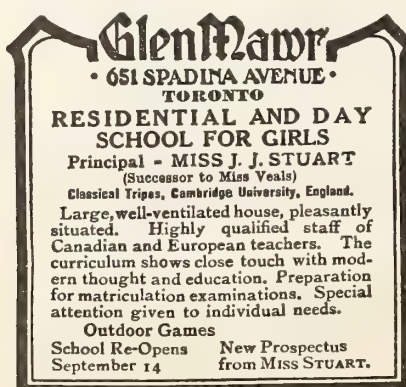 Glen Mawr
• 651 SPADINA AVENUE •
TORONTO
RESIDENTIAL AND DAY
SCHOOL FOR GIRLS
Principal - MISS J. J. STUART
(Successor to Miss Veals)
Classical Tripos, Cambridge University, England.
Large, well-ventilated house, pleasantly
situated. Highly qualified staff of
Canadian and European teachers. The
curriculum shows close touch with mod-
ern thought and education. Preparation
for matriculation examinations. Special
attention given to individual needs.
Outdoor Games
School Re-Opens New Prospectus
September 14 from MISS STUART.